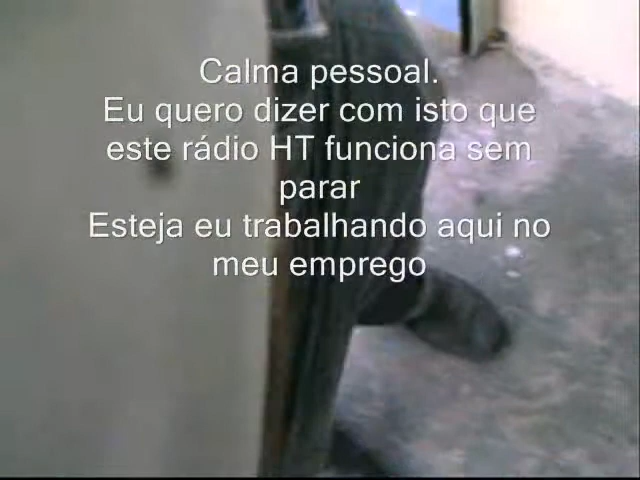 Calma pessoal.
Eu quero dizer com isto que
este rádio HT funciona sem
parar
Esteja eu trabalhando aqui no
meu emprego